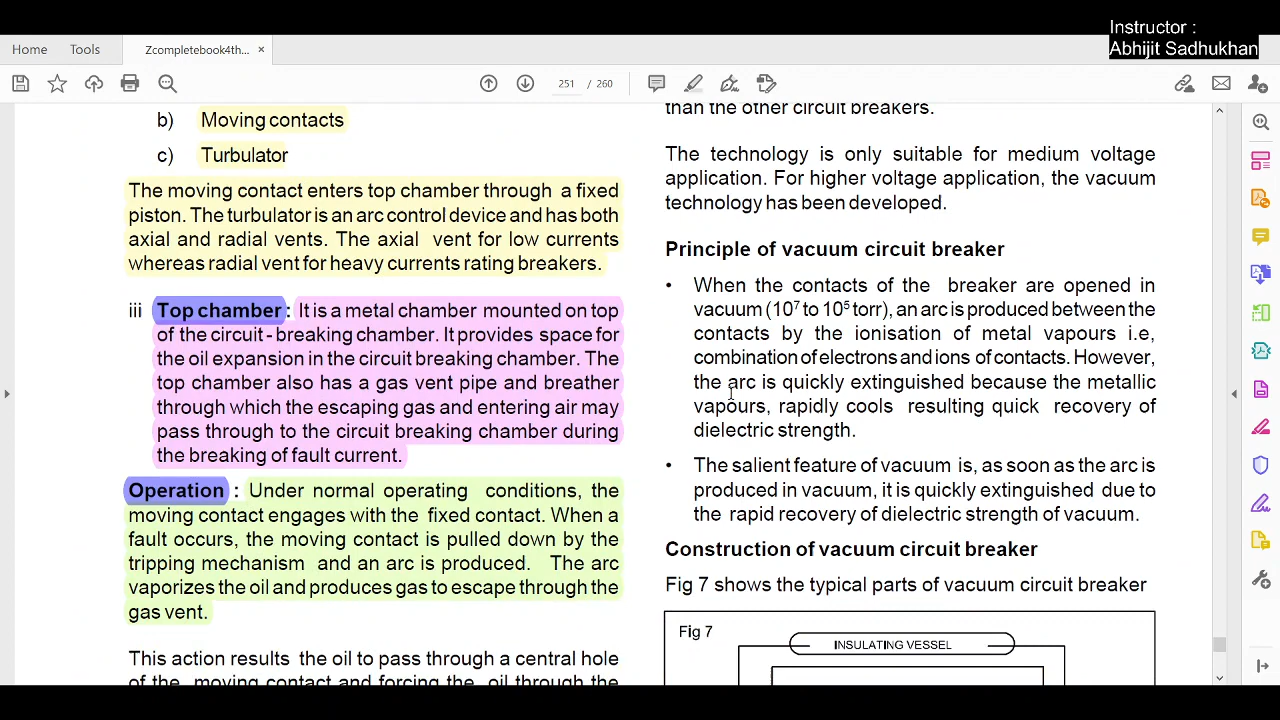 Instructor :
Abhijit Sadhukhan
Home
Tools
Zcompletebook4th... ×
251 / 260
b) Moving contacts
c) Turbulator
The moving contact enters top chamber through a fixed
piston. The turbulator is an arc control device and has both
axial and radial vents. The axial vent for low currents
whereas radial vent for heavy currents rating breakers.
iii Top chamber : It is a metal chamber mounted on top
of the circuit - breaking chamber. It provides space for
the oil expansion in the circuit breaking chamber. The
top chamber also has a gas vent pipe and breather
through which the escaping gas and entering air may
pass through to the circuit breaking chamber during
the breaking of fault current.
Operation : Under normal operating conditions, the
moving contact engages with the fixed contact. When a
fault occurs, the moving contact is pulled down by the
tripping mechanism and an arc is produced. The arc
vaporizes the oil and produces gas to escape through the
gas vent.
This action results the oil to pass through a central hole
of the moving contact and forcing the oil through the
than the other circuit breakers.
The technology is only suitable for medium voltage
application. For higher voltage application, the vacuum
technology has been developed.
Principle of vacuum circuit breaker
• When the contacts of the breaker are opened in
vacuum (10⁷ to 10⁵ torr), an arc is produced between the
contacts by the ionisation of metal vapours i.e,
combination of electrons and ions of contacts. However,
the arc is quickly extinguished because the metallic
vapours, rapidly cools resulting quick recovery of
dielectric strength.
• The salient feature of vacuum is, as soon as the arc is
produced in vacuum, it is quickly extinguished due to
the rapid recovery of dielectric strength of vacuum.
Construction of vacuum circuit breaker
Fig 7 shows the typical parts of vacuum circuit breaker
Fig 7
INSULATING VESSEL